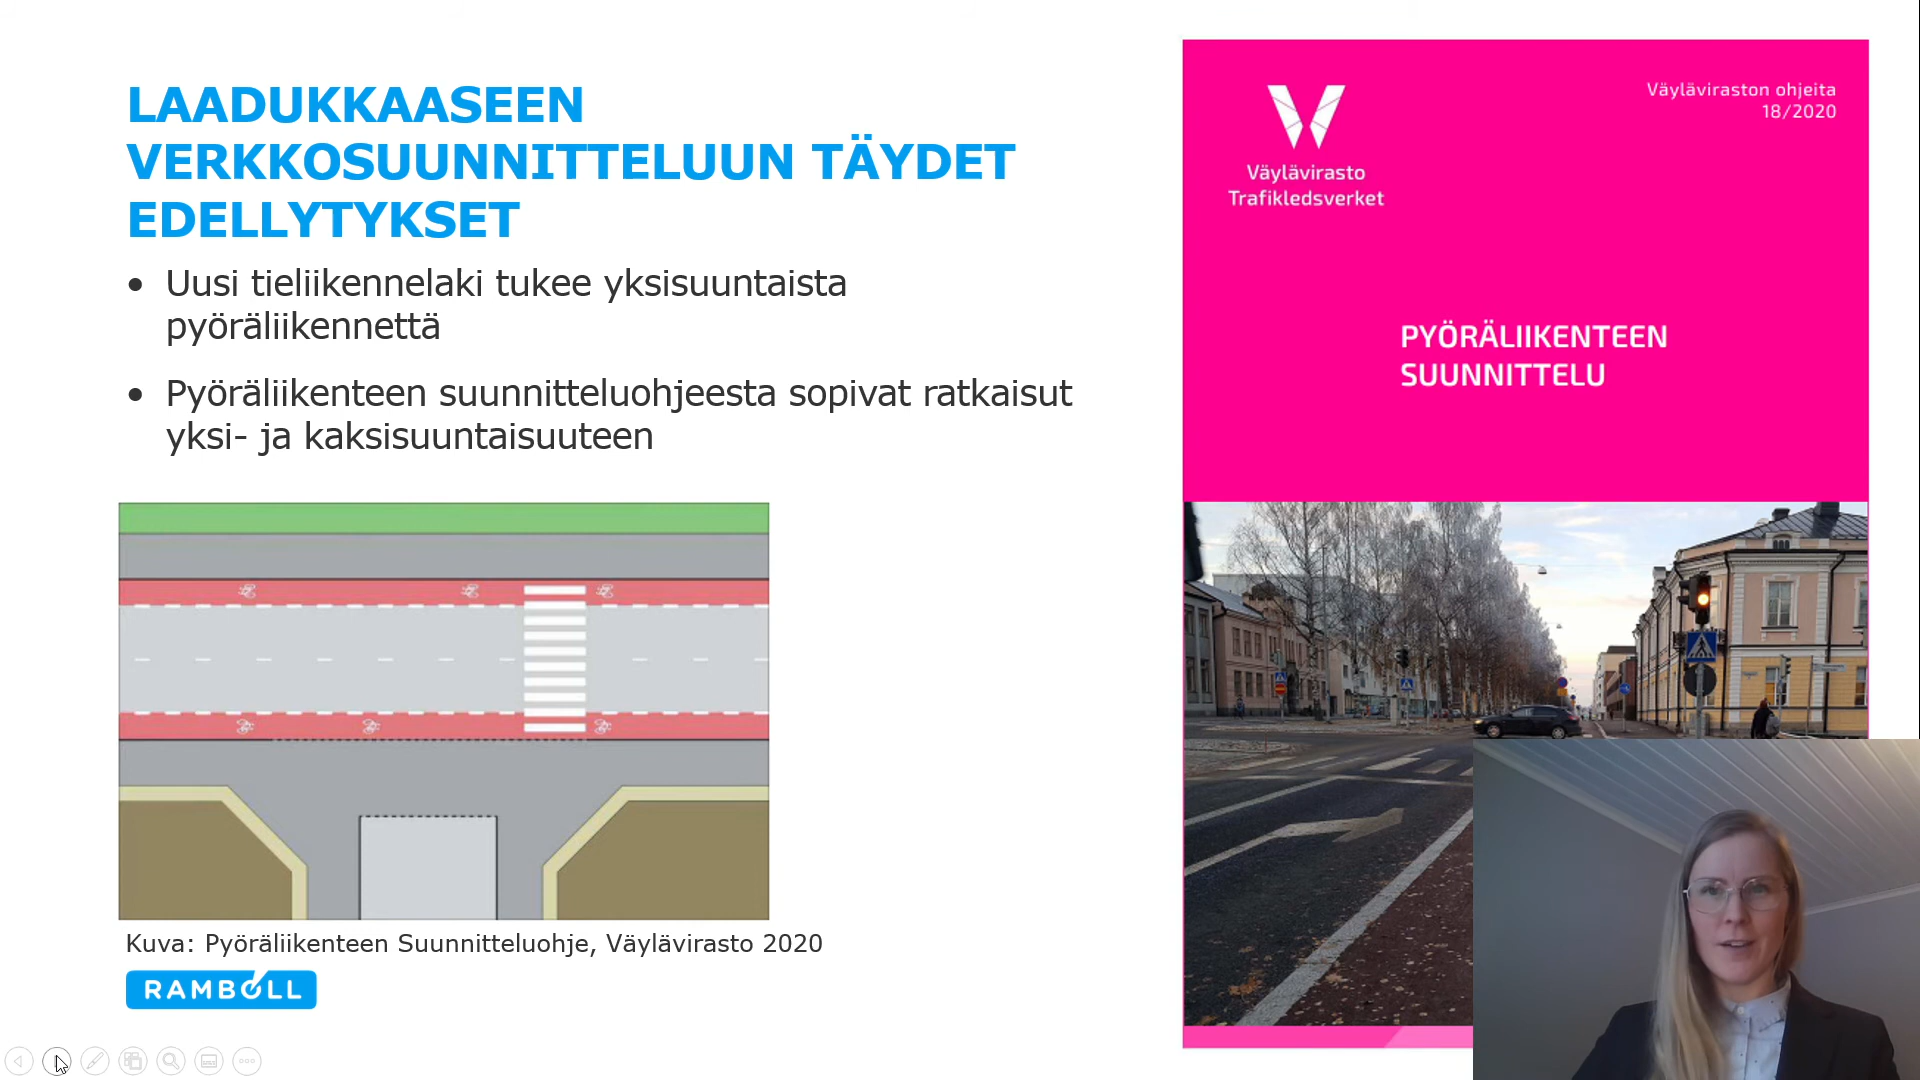 LAADUKKAASEEN
VERKKOSUUNNITTELUUN TÄYDET
EDELLYTYKSET
• Uusi tieliikennelaki tukee yksisuuntaista
pyöräliikennettä
• Pyöräliikenteen suunnitteluohjeesta sopivat ratkaisut
yksi- ja kaksisuuntaisuuteen
Kuva: Pyöräliikenteen Suunnitteluohje, Väylävirasto 2020
RAMBOLL
Väyläviraston ohjeita
18/2020
Väylävirasto
Trafikledsverket
PYÖRÄLIIKENTEEN
SUUNNITTELU